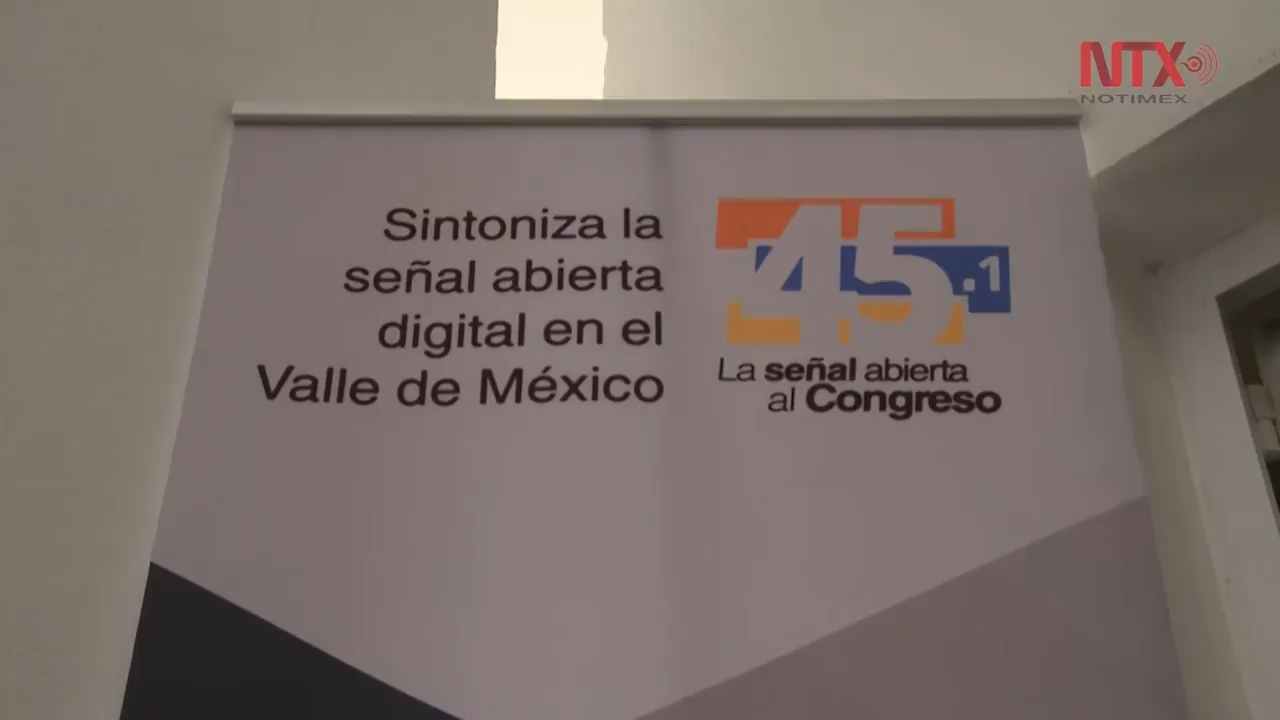 NTX
NOTIMEX
Sintoniza la
señal abierta
digital en el
Valle de México
45.1
La señal abierta
al Congreso